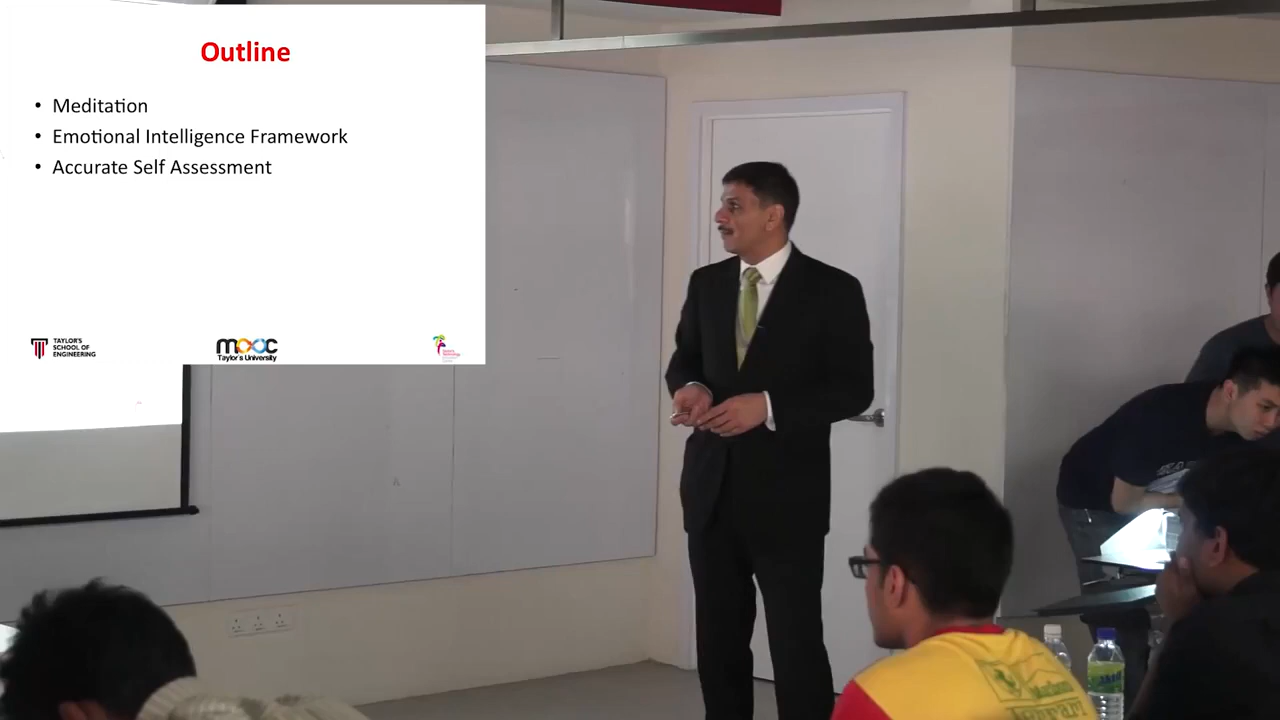 Outline
• Meditation
• Emotional Intelligence Framework
• Accurate Self Assessment
TAYLOR'S
SCHOOL OF
ENGINEERING
mooc
Taylor's University